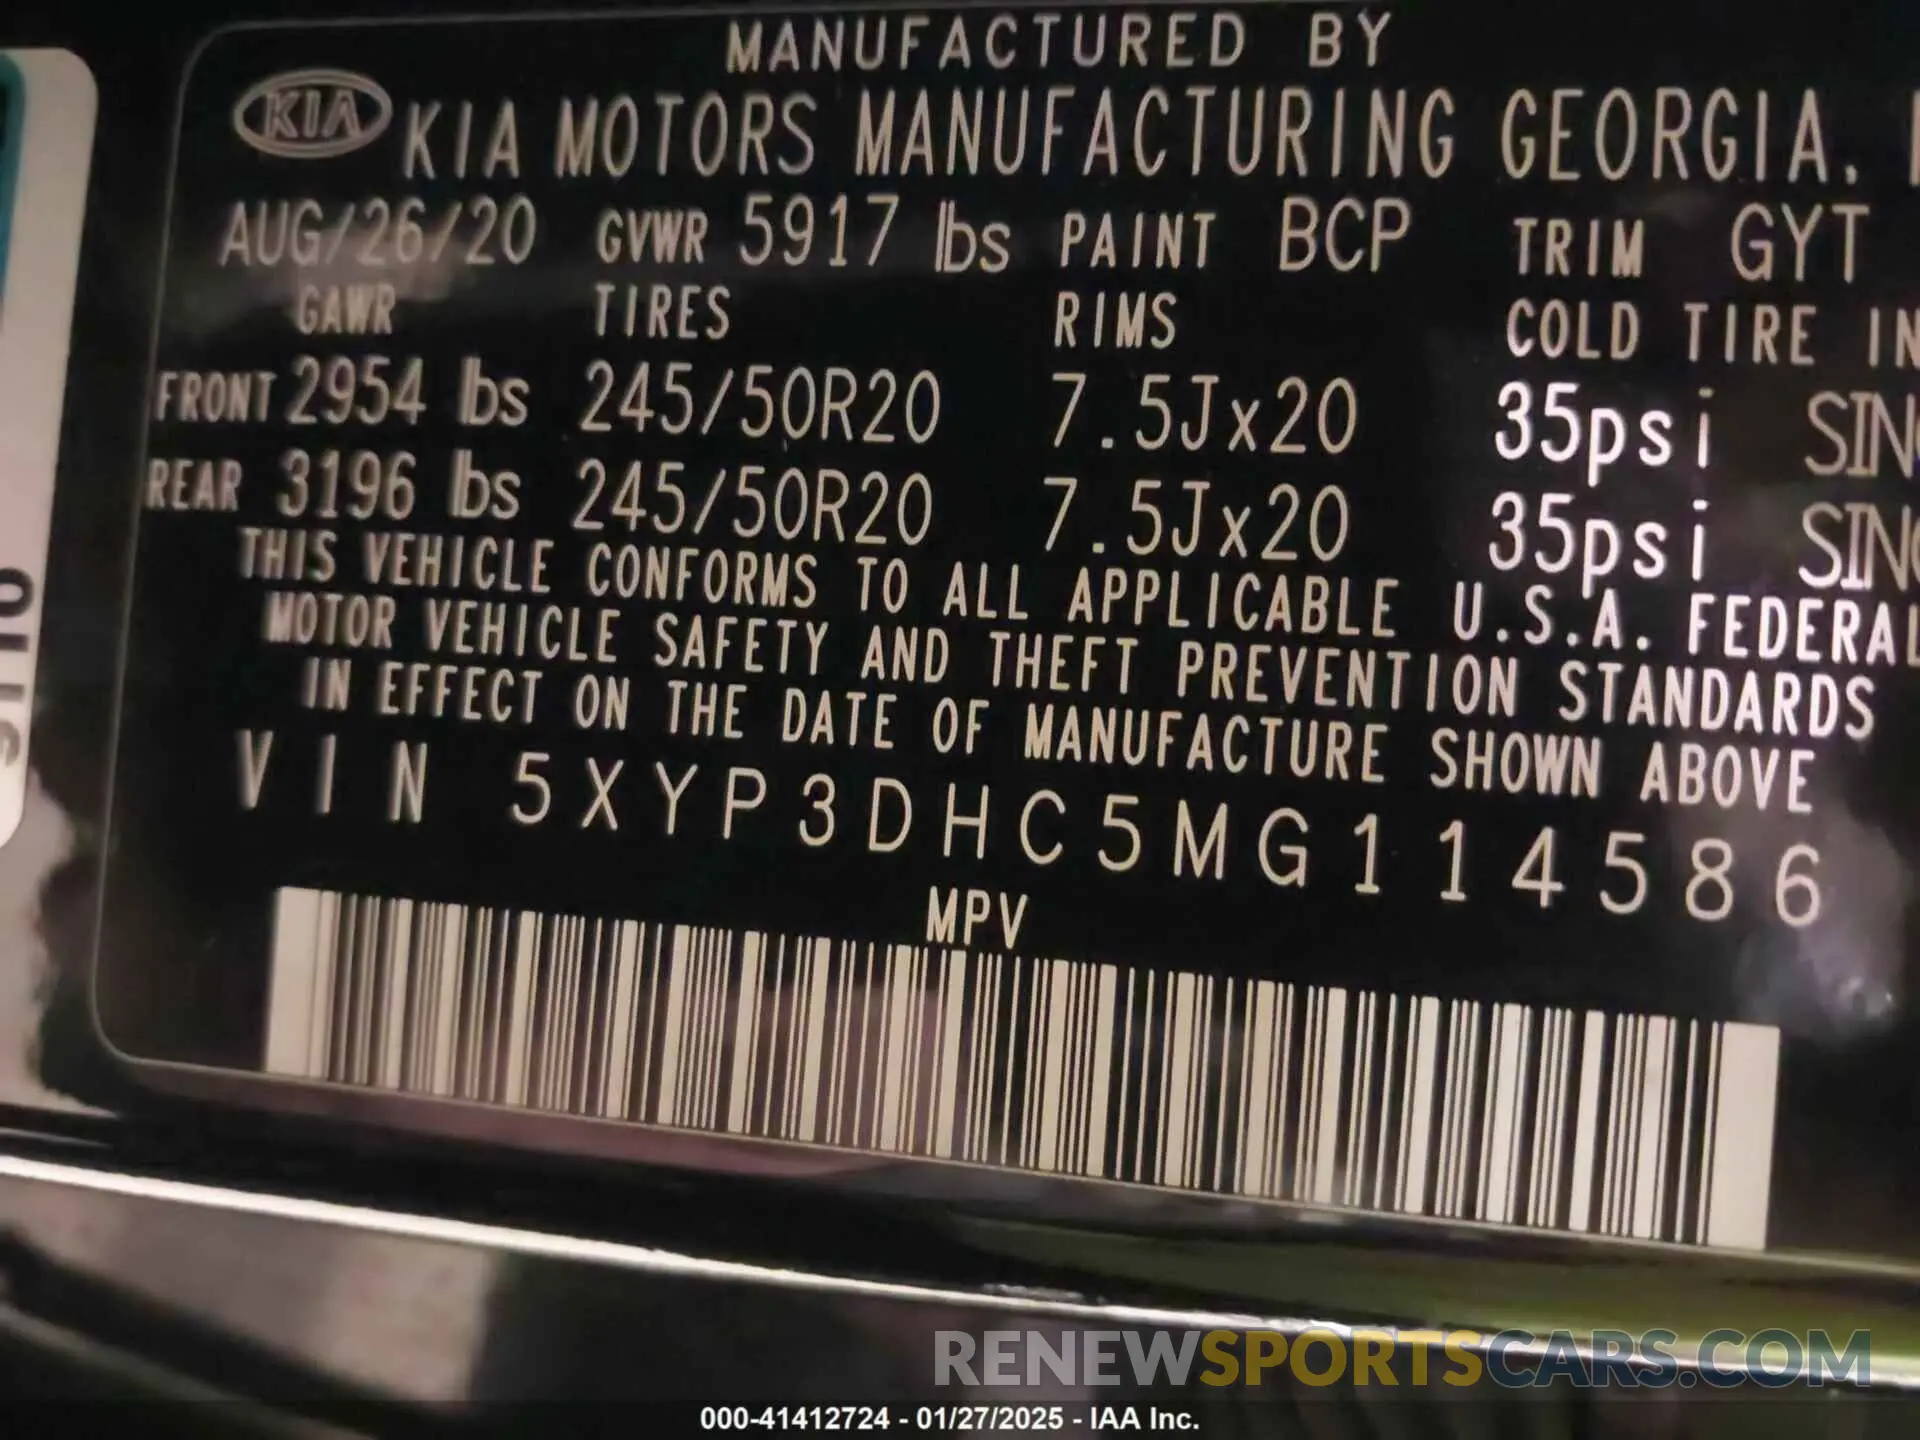 MANUFACTURED BY
KIA KIA MOTORS MANUFACTURING GEORGIA.
AUG/26/20 GVWR 5917 lbs PAINT BCP TRIM GYT
GAWR TIRES RIMS COLD TIRE IN
FRONT 2954 lbs 245/50R20 7.5Jx20 35psi SING
REAR 3196 lbs 245/50R20 7.5Jx20 35psi SING
THIS VEHICLE CONFORMS TO ALL APPLICABLE U.S.A. FEDERAL
MOTOR VEHICLE SAFETY AND THEFT PREVENTION STANDARDS
IN EFFECT ON THE DATE OF MANUFACTURE SHOWN ABOVE
VIN 5XYP3DHC5MG114586
MPV
RENEWSPORTSCARS.COM
000-41412724 - 01/27/2025 - IAA Inc.